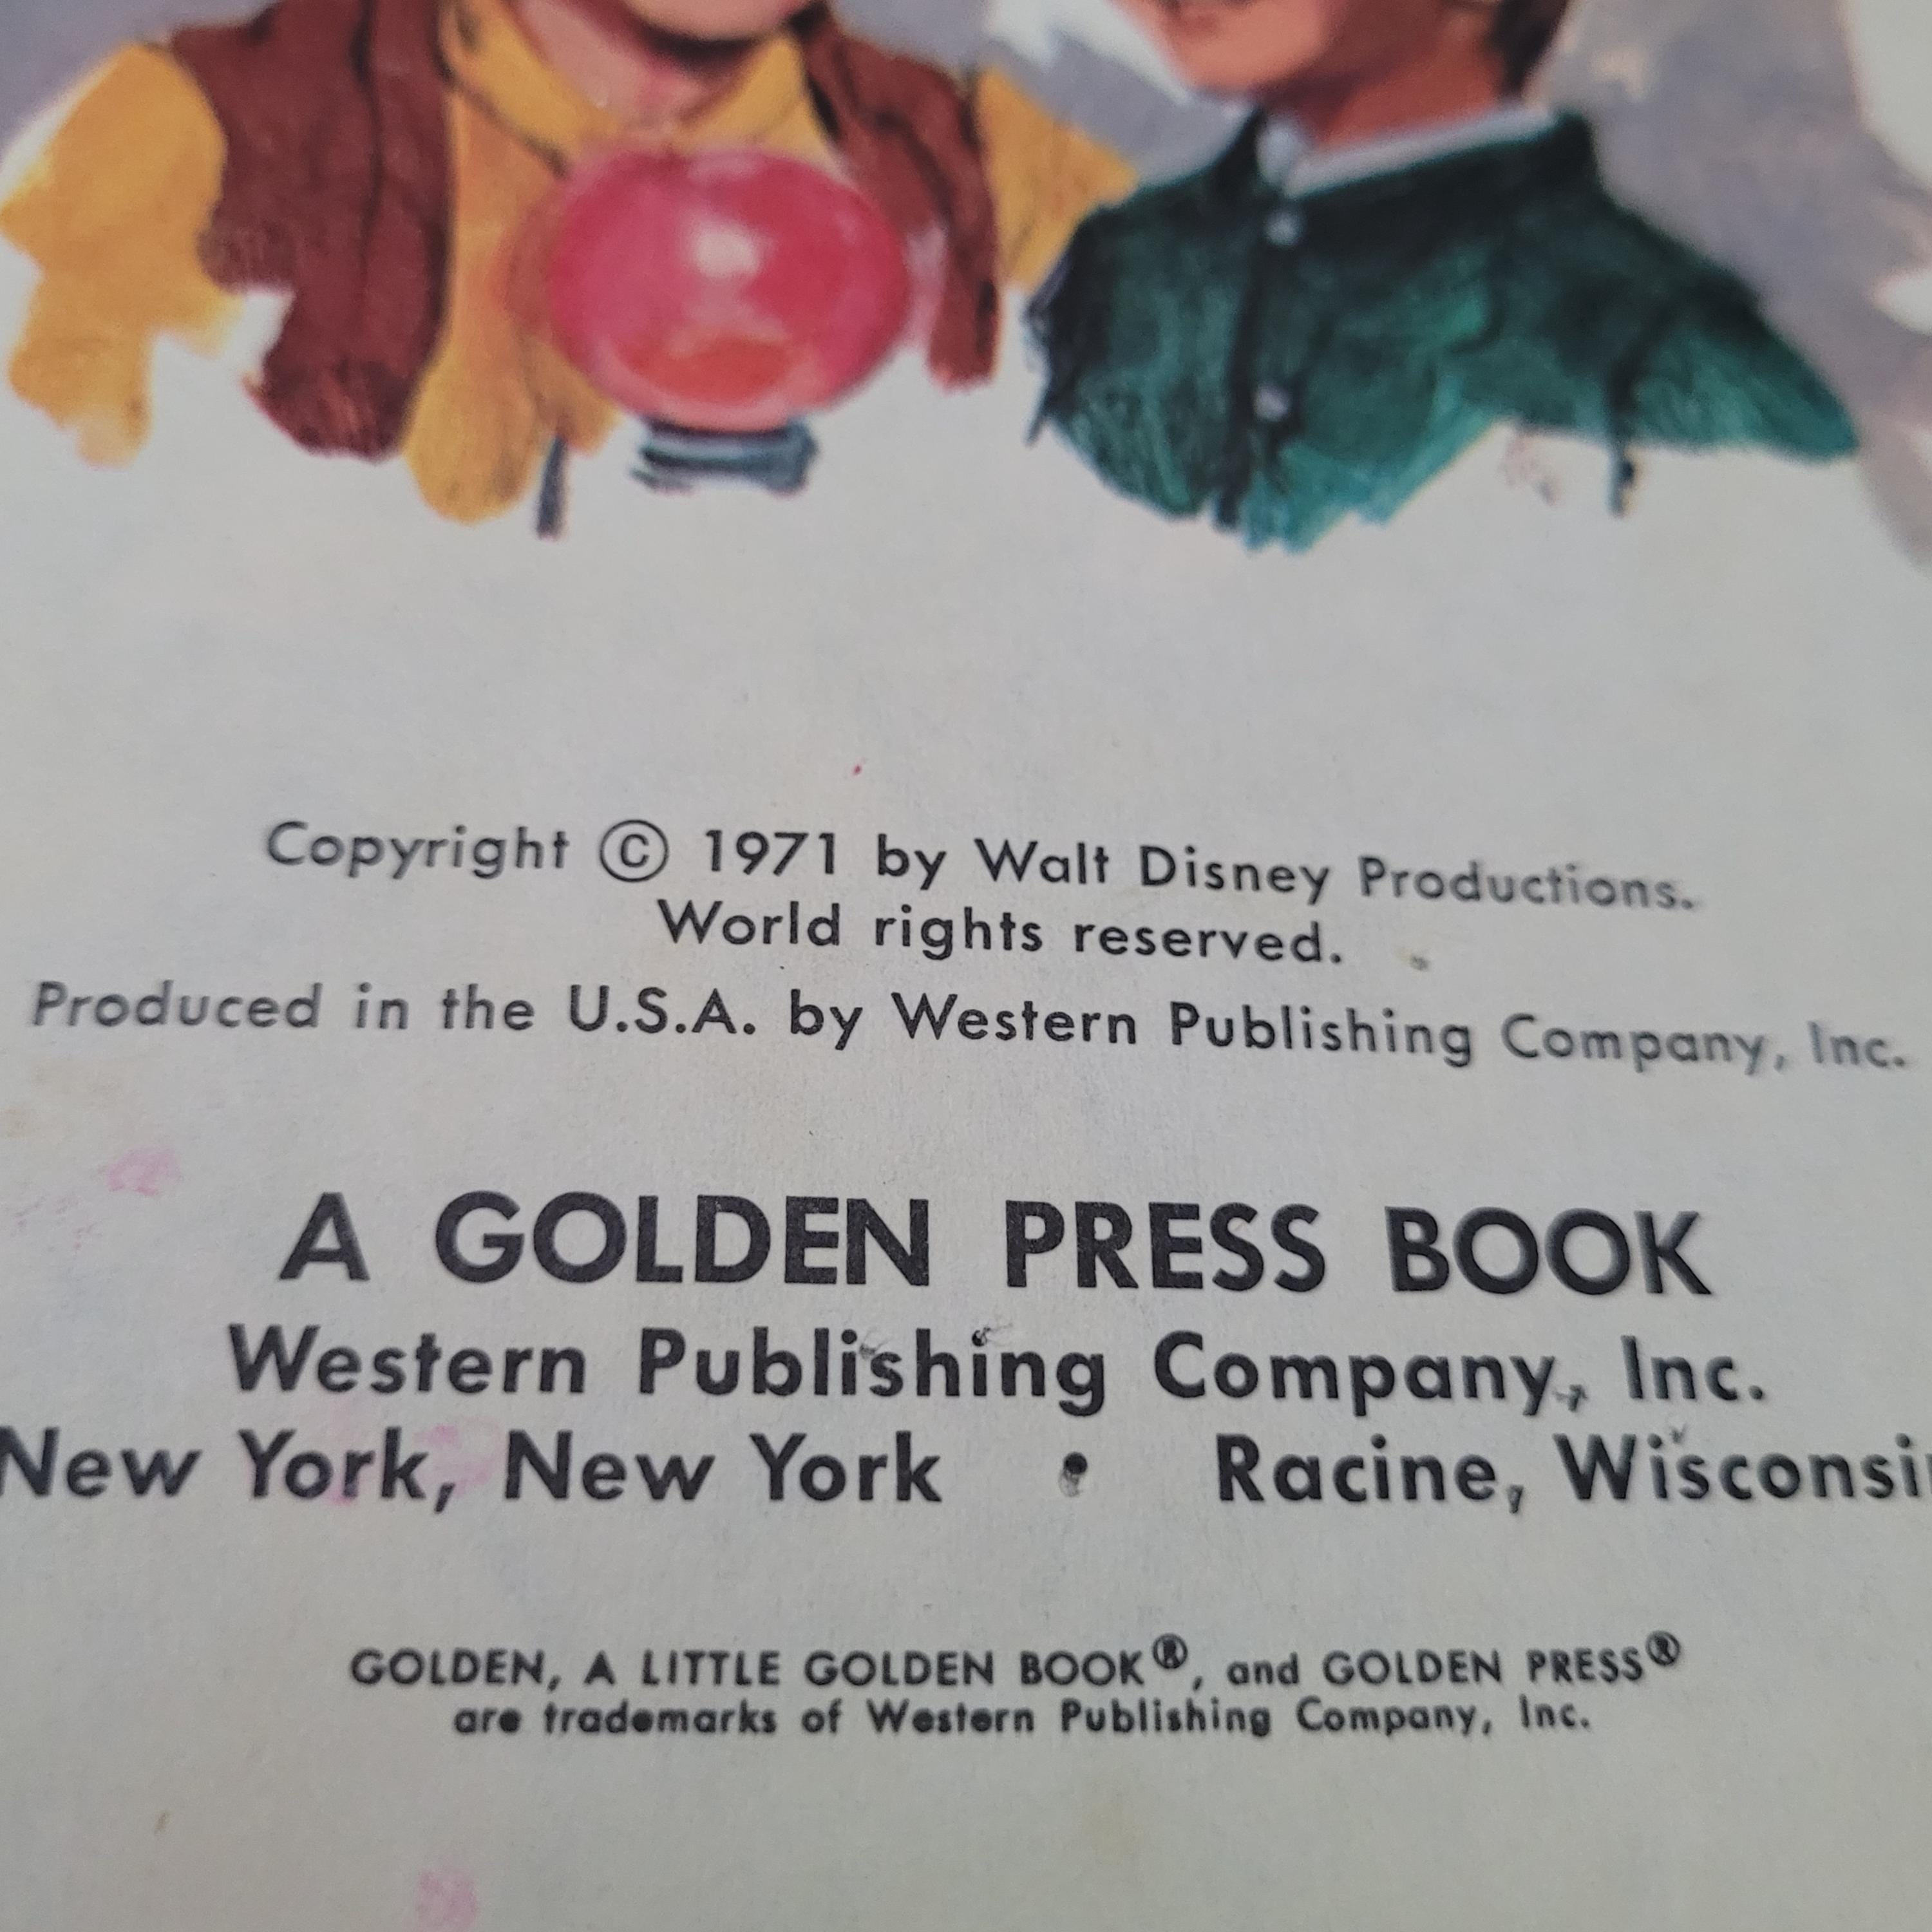 Copyright © 1971 by Walt Disney Productions.
World rights reserved.
Produced in the U.S.A. by Western Publishing Company, Inc.
A GOLDEN PRESS BOOK
Western Publishing Company, Inc.
New York, New York • Racine, Wisconsin
GOLDEN, A LITTLE GOLDEN BOOK®, and GOLDEN PRESS®
are trademarks of Western Publishing Company, Inc.